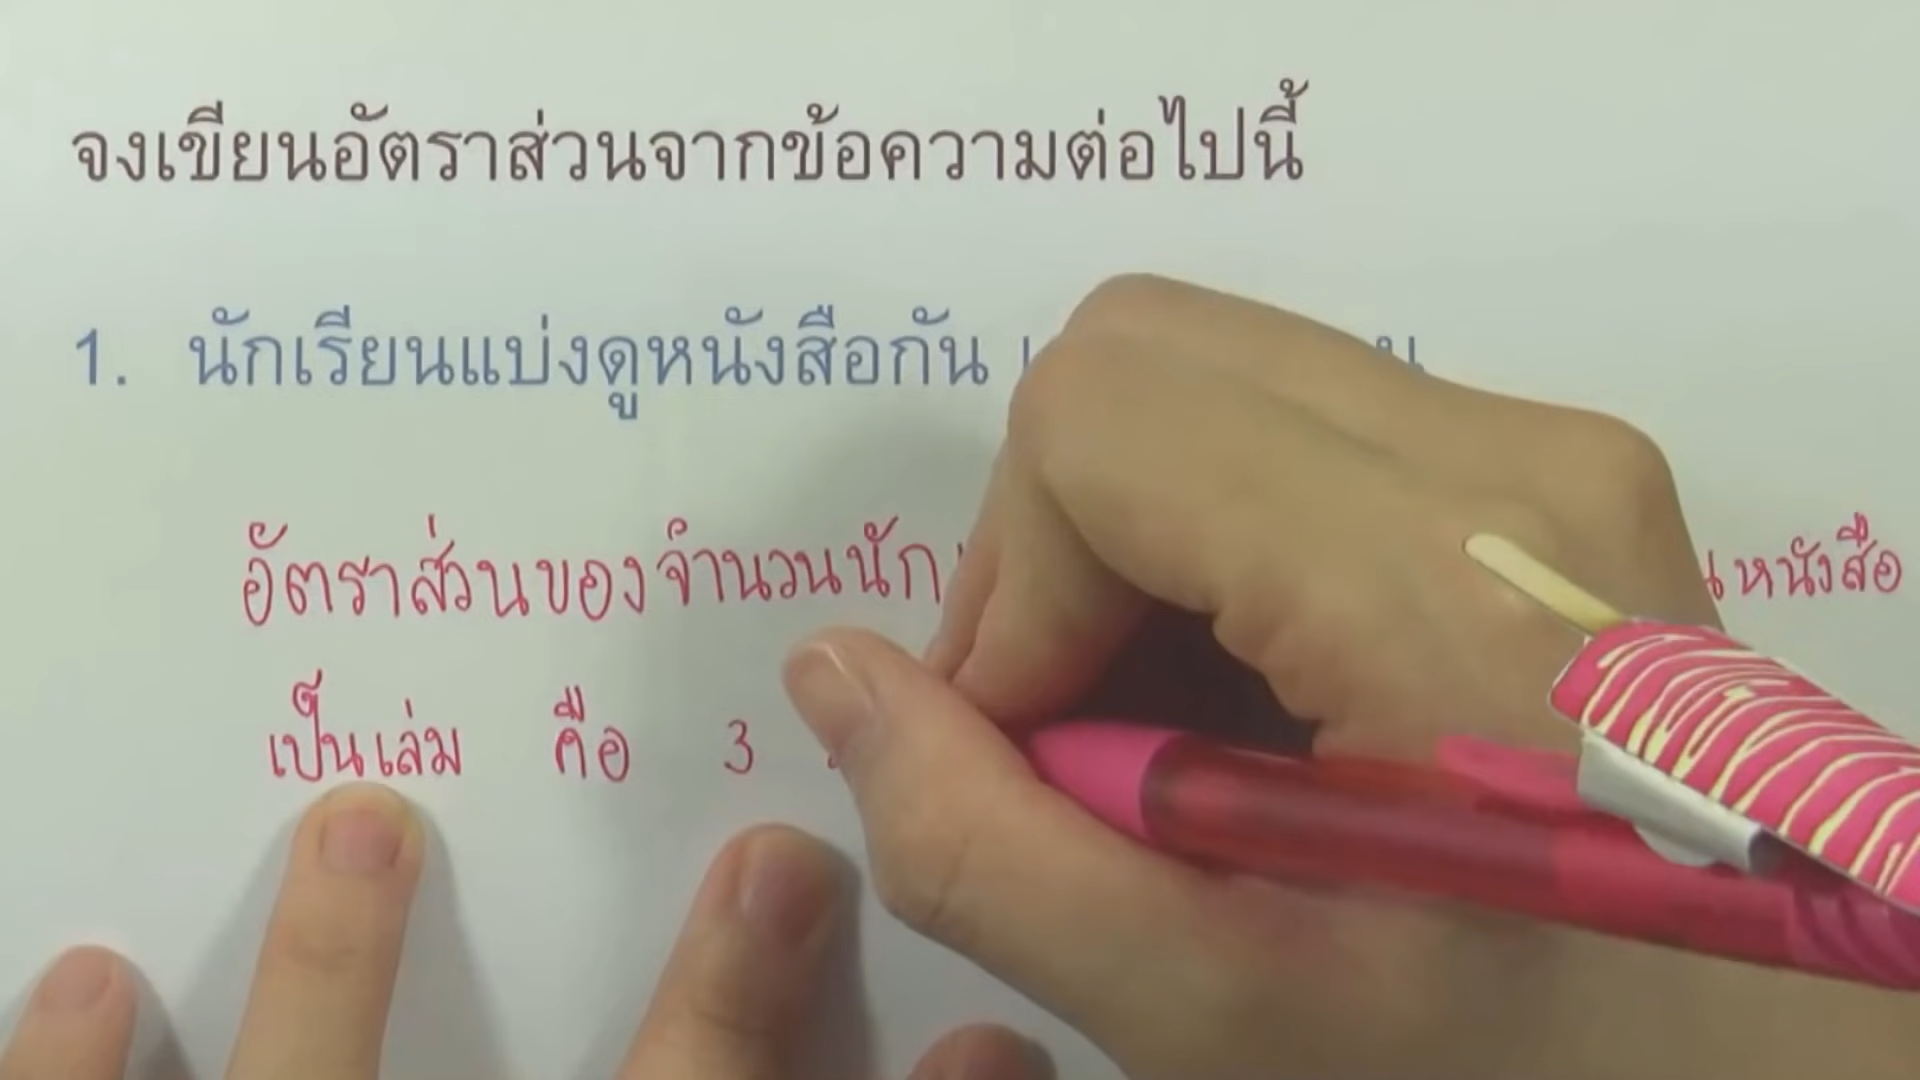 จงเขียนอัตราส่วนจากข้อความต่อไปนี้
1. นักเรียนแบ่งดูหนังสือกัน
อัตราส่วนของจำนวนนัก หนังสือ
เป็นเล่ม คือ 3